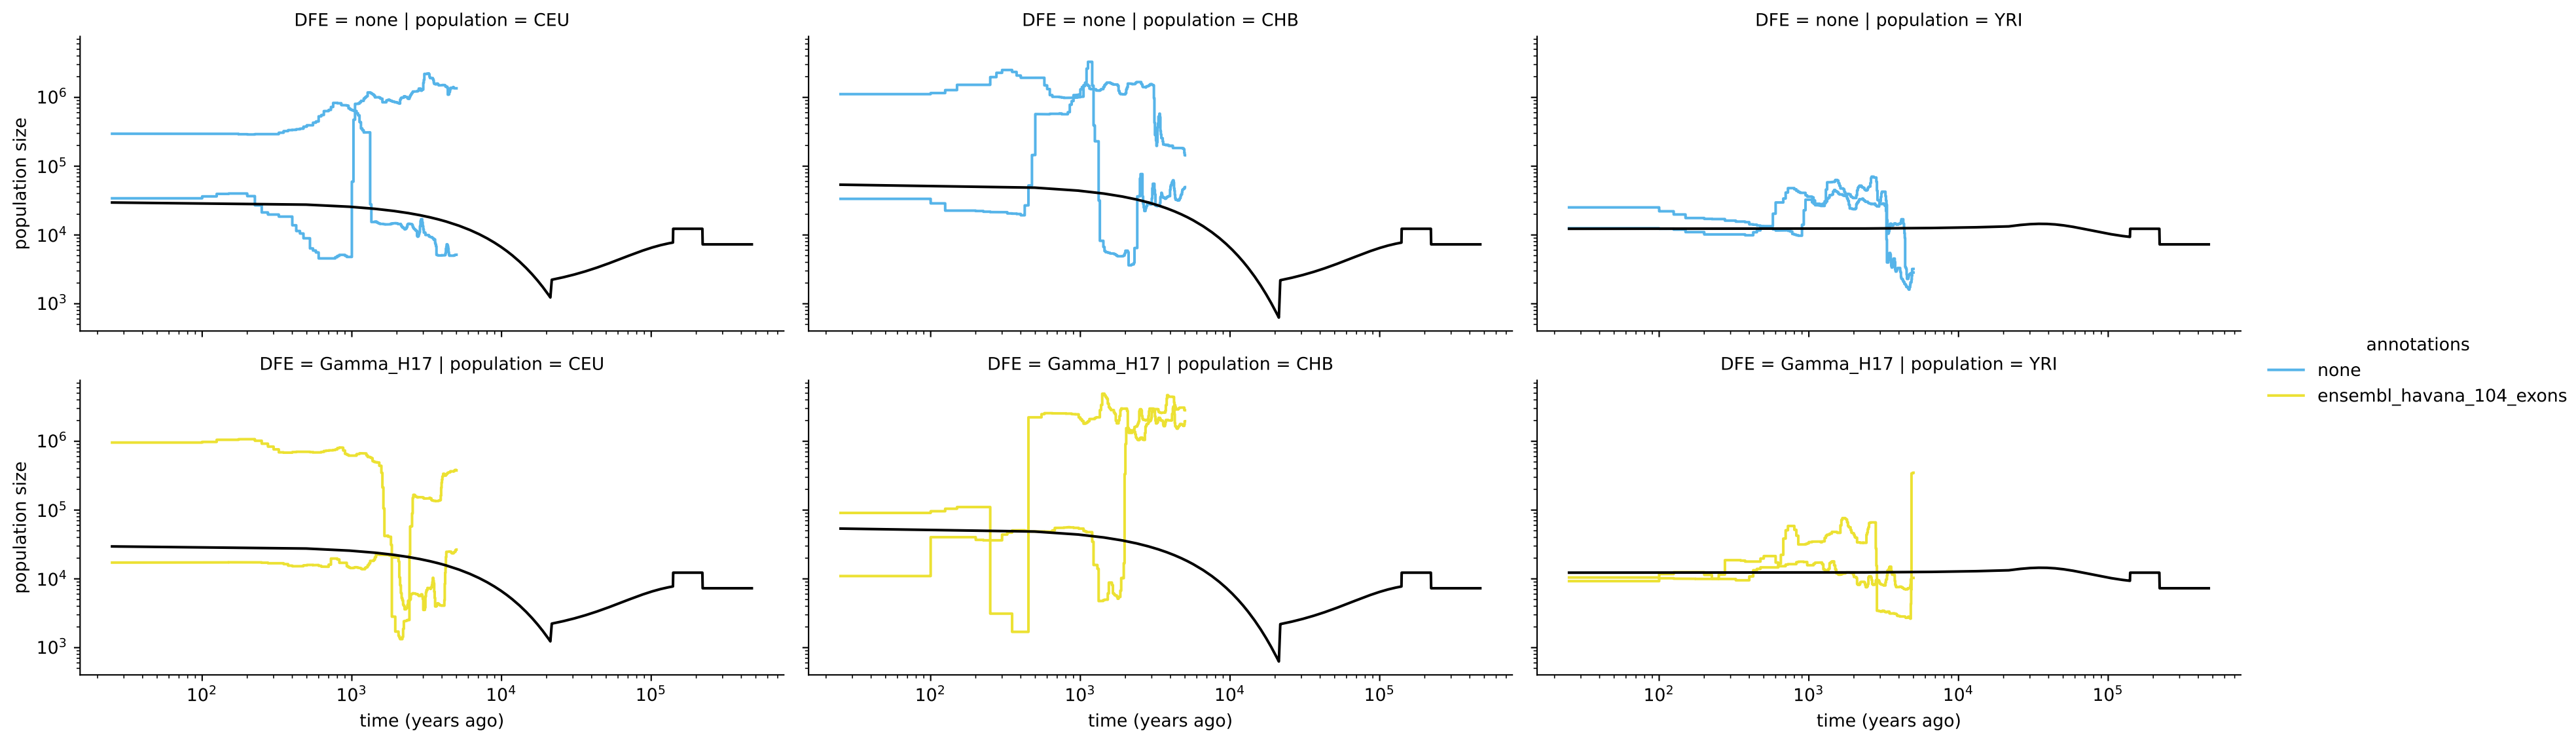 DFE = none | population = CEU
DFE = none | population = CHB
DFE = none | population = YRI
population size
10⁶
10⁵
10⁴
10³
DFE = Gamma_H17 | population = CEU
DFE = Gamma_H17 | population = CHB
DFE = Gamma_H17 | population = YRI
annotations
none
ensembl_havana_104_exons
population size
10⁶
10⁵
10⁴
10³
10² 10³ 10⁴ 10⁵
10² 10³ 10⁴ 10⁵
10² 10³ 10⁴ 10⁵
time (years ago)
time (years ago)
time (years ago)